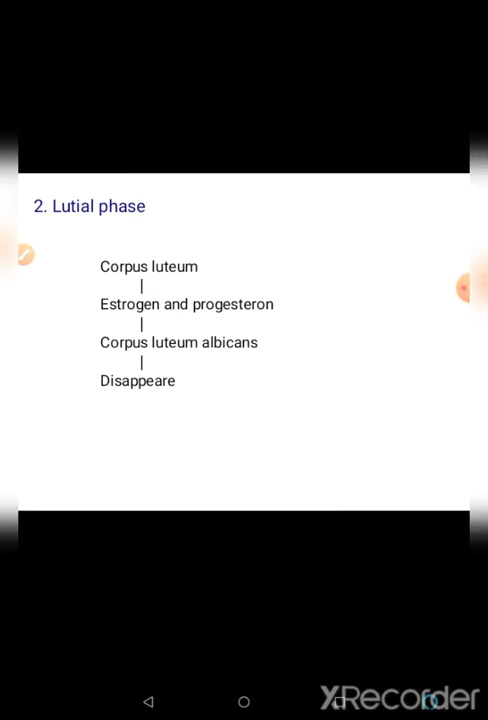 2. Lutial phase
Corpus luteum
|
Estrogen and progesteron
|
Corpus luteum albicans
|
Disappeare
XRecorder